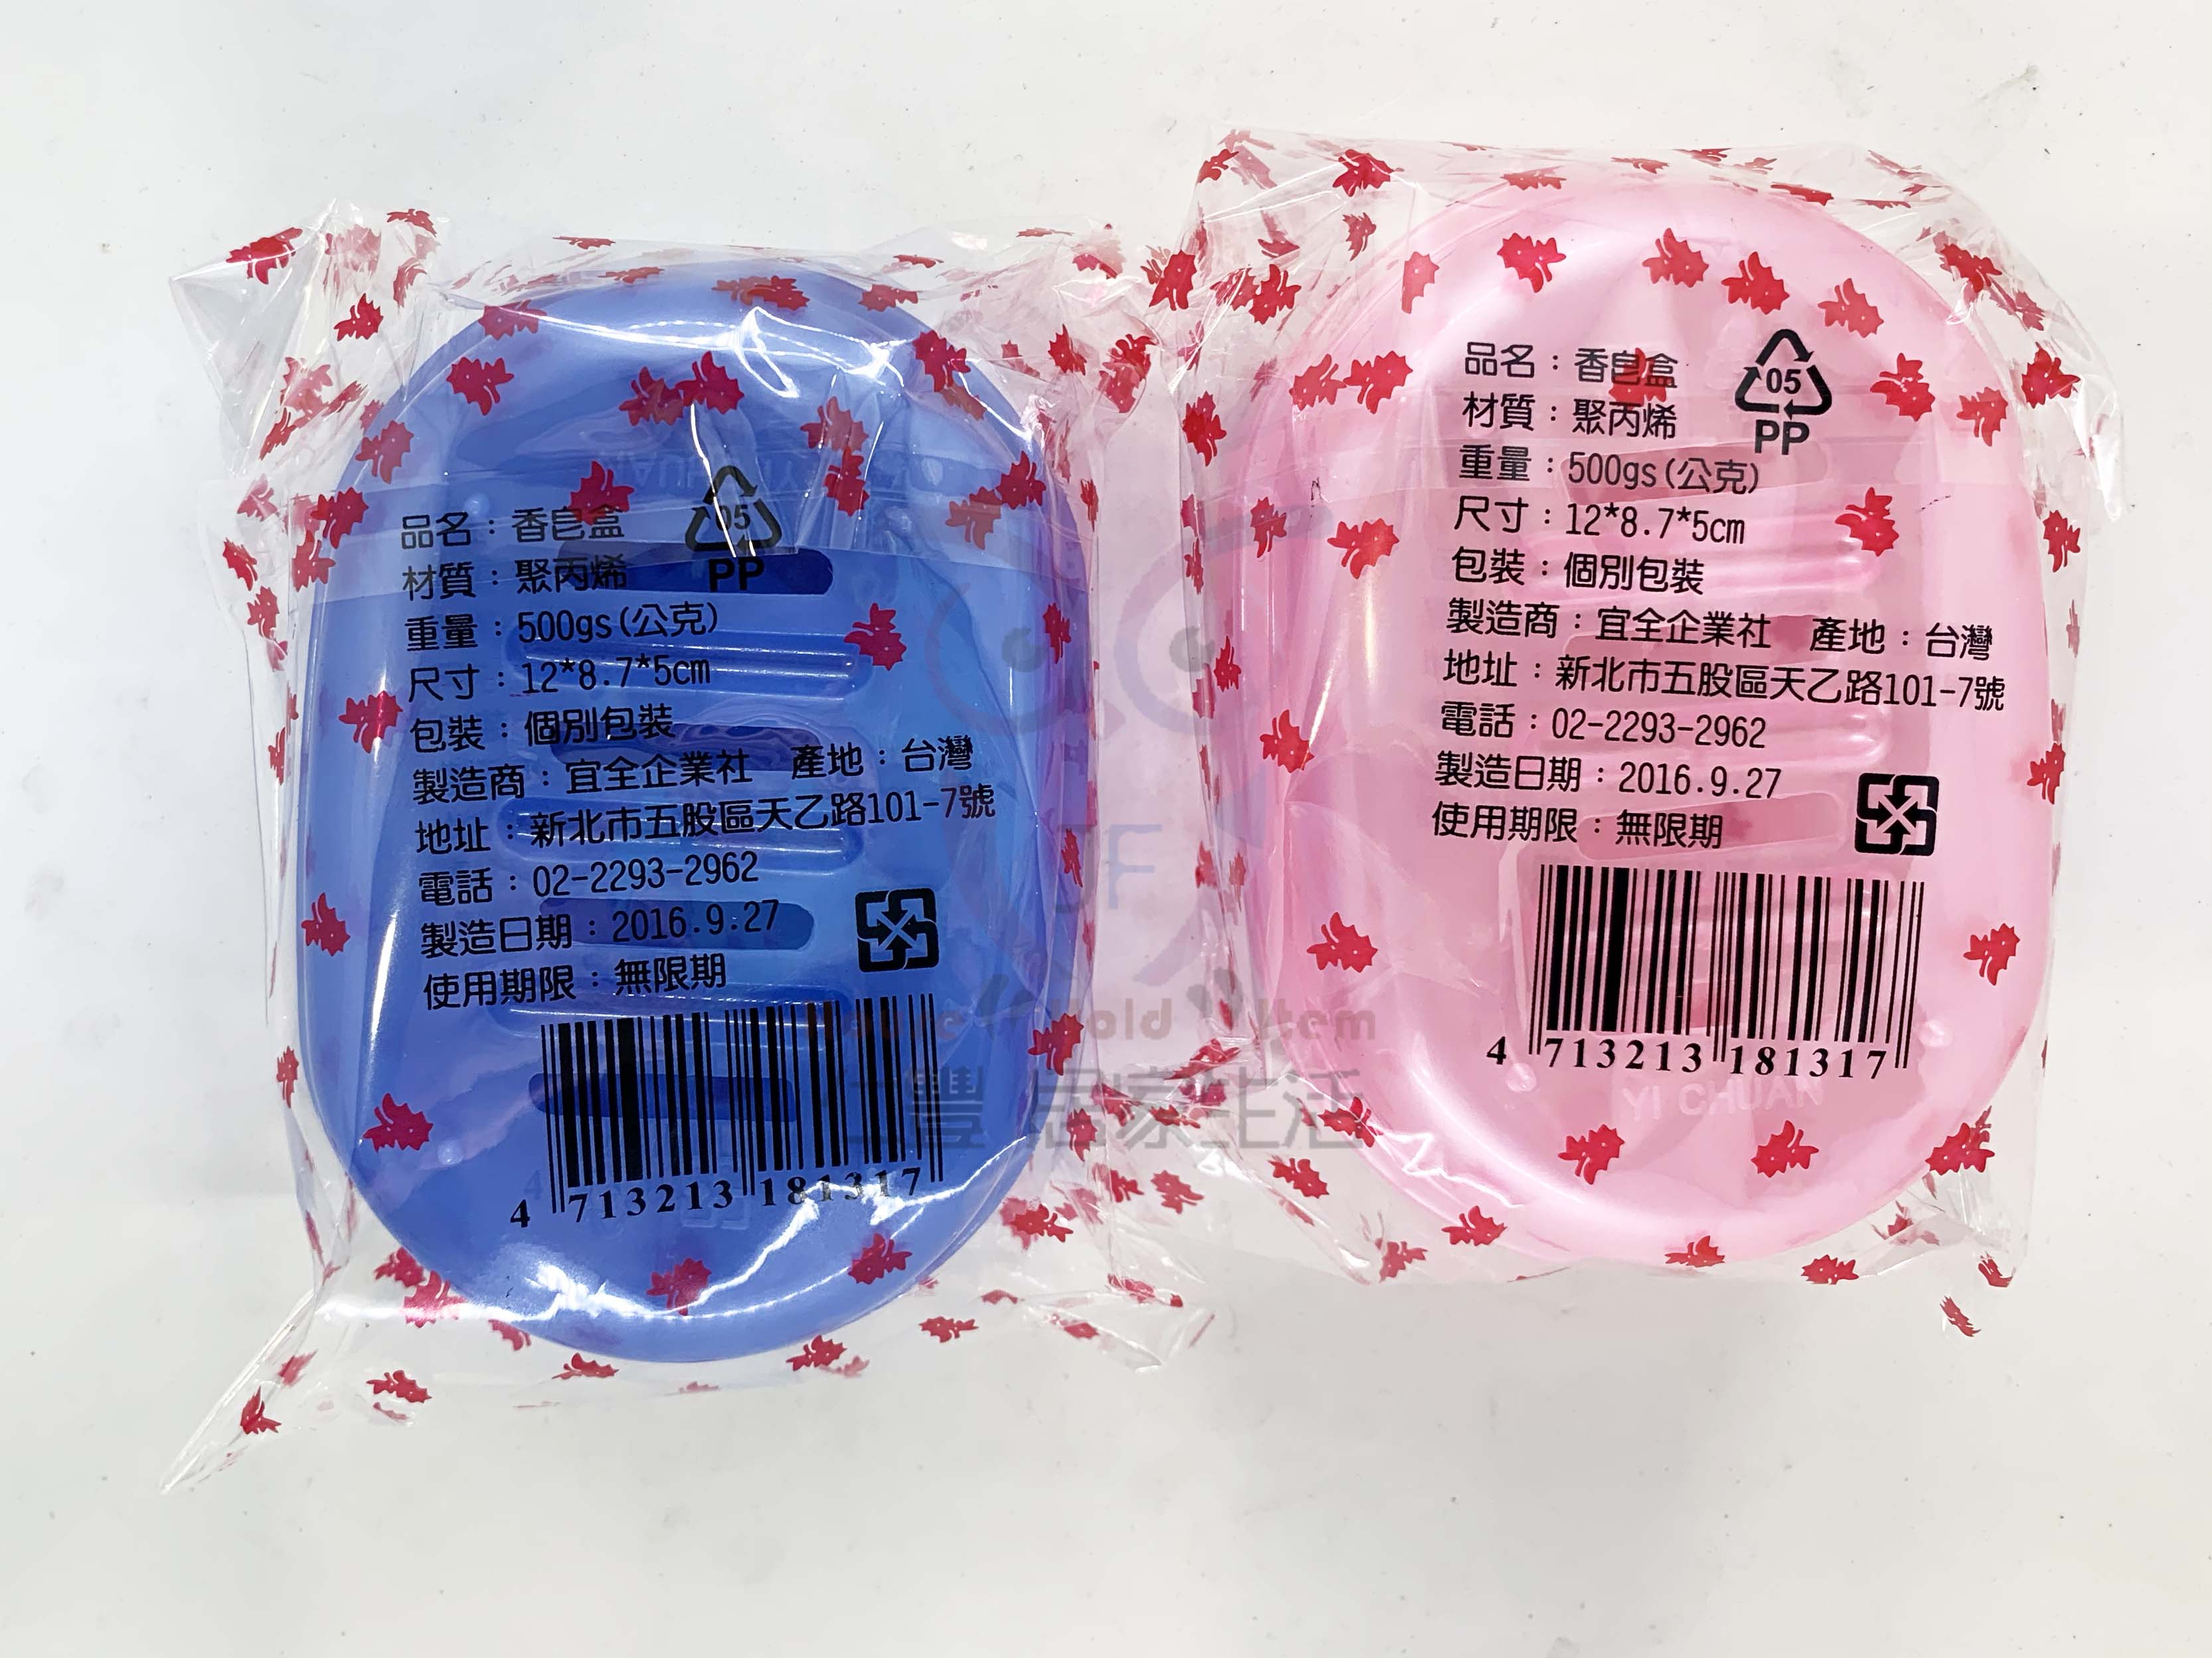 品名：香皂盒
材質：聚丙烯
重量：500gs(公克)
尺寸：12*8.7*5cm
包裝：個別包裝
製造商：宜全企業社 產地：台灣
地址：新北市五股區天乙路101-7號
電話：02-2293-2962
製造日期：2016.9.27
使用期限：無限期
05
PP
4 713213 181317
品名：香皂盒
材質：聚丙烯
重量：500gs(公克)
尺寸：12*8.7*5cm
包裝：個別包裝
製造商：宜全企業社 產地：台灣
地址：新北市五股區天乙路101-7號
電話：02-2293-2962
製造日期：2016.9.27
使用期限：無限期
05
PP
4 713213 181317
YI CHUAN
JF
Hold Item
豐 居家生活